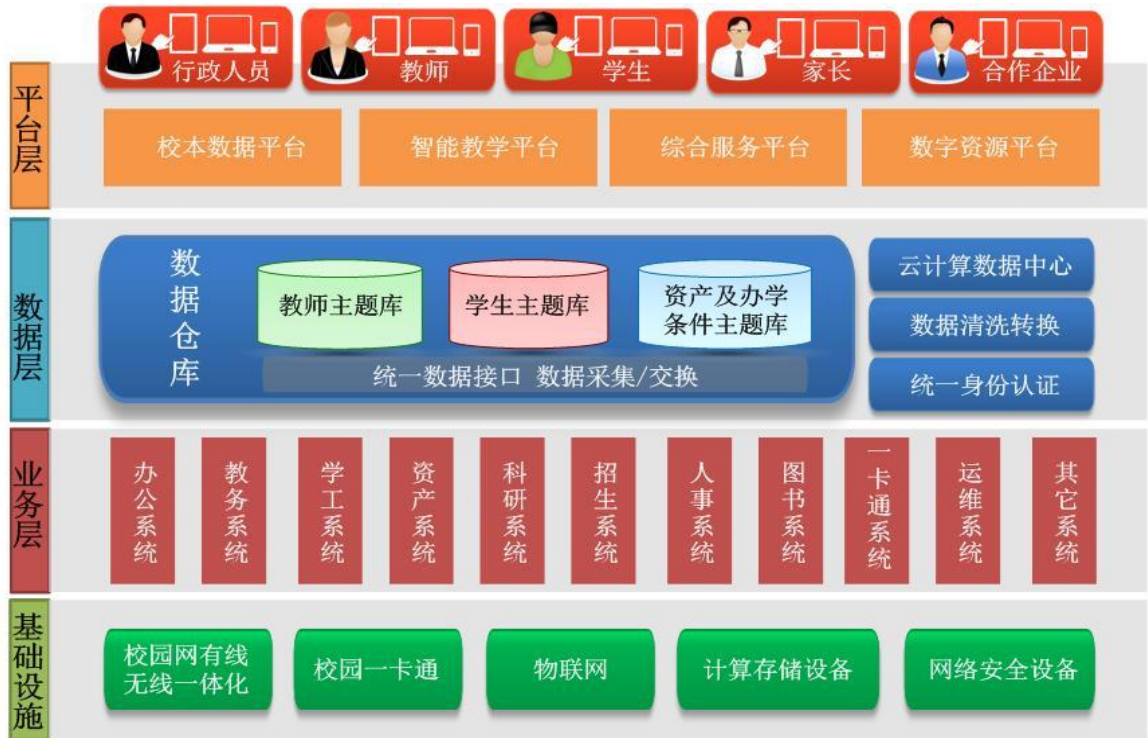 行政人员
教师
学生
家长
合作企业
平台层
校本数据平台
智能教学平台
综合服务平台
数字资源平台
数据层
数据仓库
教师主题库
学生主题库
资产及办学
条件主题库
统一数据接口 数据采集/交换
云计算数据中心
数据清洗转换
统一身份认证
业务层
办公系统
教务系统
学工系统
资产系统
科研系统
招生系统
人事系统
图书系统
一卡通系统
运维系统
其它系统
基础设施
校园网有线
无线一体化
校园一卡通
物联网
计算存储设备
网络安全设备